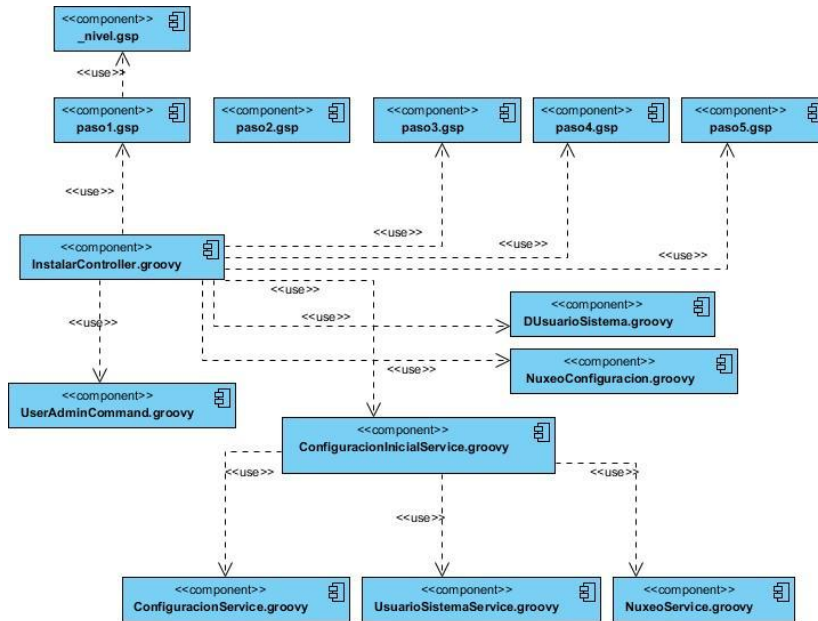 <<component>>
_nivel.gsp
<<use>>
<<component>>
paso1.gsp
<<component>>
paso2.gsp
<<component>>
paso3.gsp
<<component>>
paso4.gsp
<<component>>
paso5.gsp
<<use>>
<<use>>
<<use>>
<<use>>
<<component>>
InstalarController.groovy
<<use>>
<<use>>
<<use>>
<<use>>
<<component>>
DUsuarioSistema.groovy
<<component>>
NuxeoConfiguracion.groovy
<<component>>
UserAdminCommand.groovy
<<component>>
ConfiguracionInicialService.groovy
<<use>>
<<use>>
<<use>>
<<component>>
ConfiguracionService.groovy
<<component>>
UsuarioSistemaService.groovy
<<component>>
NuxeoService.groovy